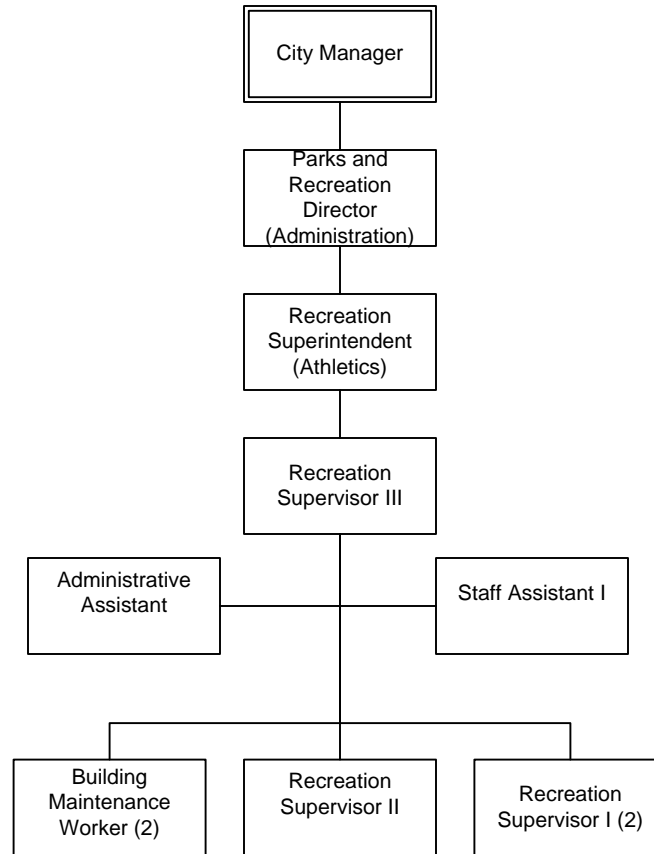 City Manager
Parks and
Recreation
Director
(Administration)
Recreation
Superintendent
(Athletics)
Recreation
Supervisor III
Administrative
Assistant
Staff Assistant I
Building
Maintenance
Worker (2)
Recreation
Supervisor II
Recreation
Supervisor I (2)